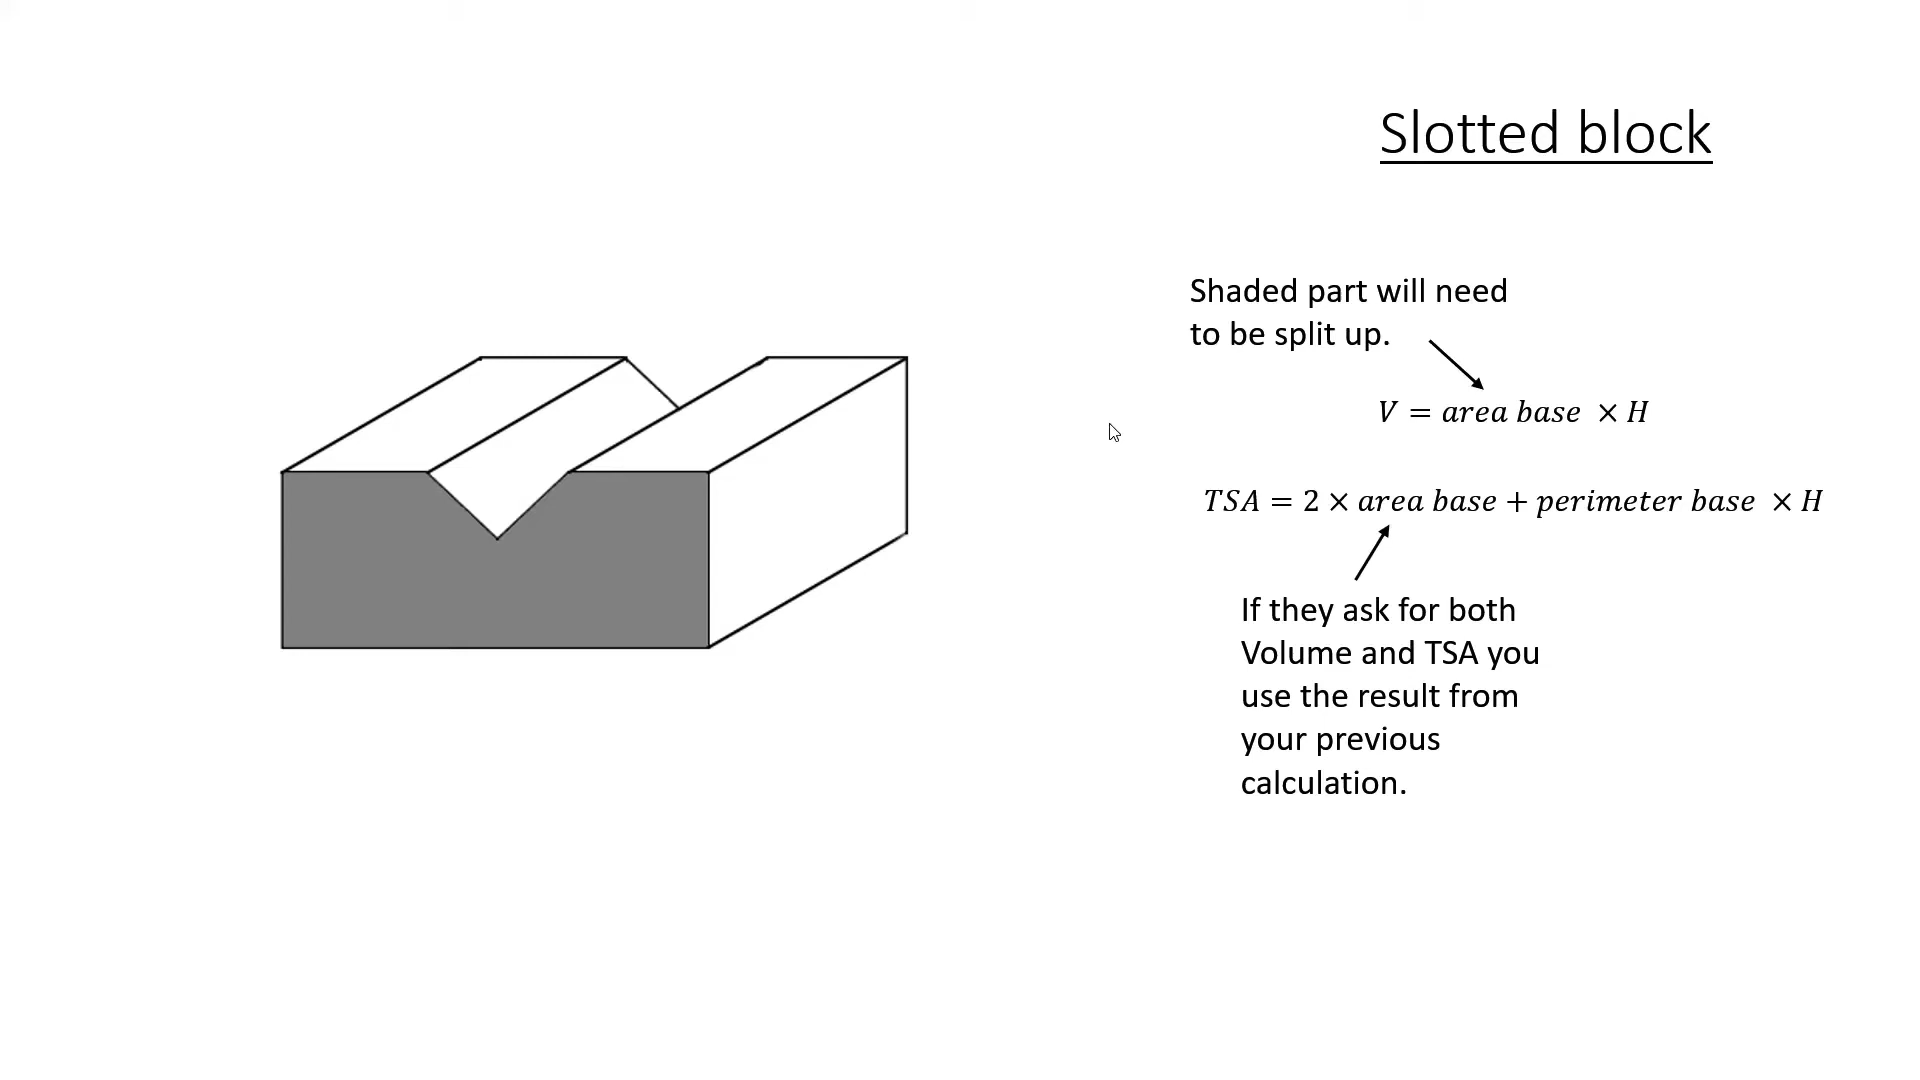 Slotted block
Shaded part will need
to be split up.
V = area base × H
TSA = 2 × area base + perimeter base × H
If they ask for both
Volume and TSA you
use the result from
your previous
calculation.